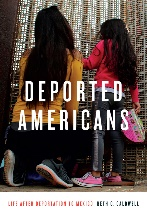 DEPORTED
AMERICANS
LIFE AFTER DEPORTATION TO MEXICO BETH C. CALDWELL